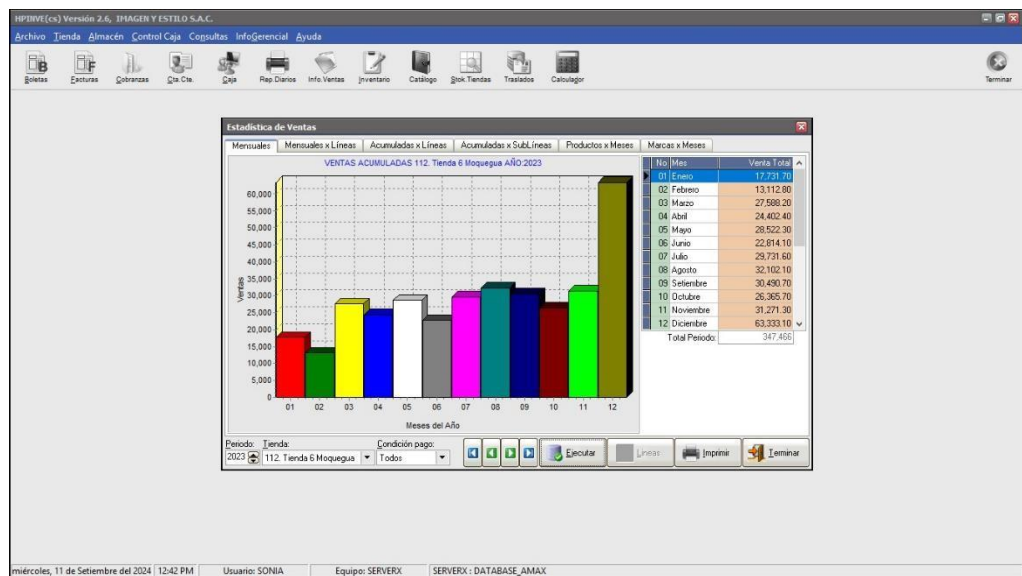 HPINVE(cs) Versión 2.6, IMAGEN Y ESTILO S.A.C.
Archivo Tienda Almacén Control Caja Consultas InfoGerencial Ayuda
Boletas Facturas Cobranzas Cta.Cte. Caja Rep.Diarios Info.Ventas Inventario Catálogo Stok.Tiendas Traslados Calculagor Terminar
Estadística de Ventas
Mensuales Mensuales x Líneas Acumuladas x Líneas Acumuladas x SubLíneas Productos x Meses Marcas x Meses
VENTAS ACUMULADAS 112. Tienda 6 Moquegua AÑO:2023
60,000
55,000
50,000
45,000
40,000
35,000
30,000
25,000
20,000
15,000
10,000
5,000
0
Ventas
01 02 03 04 05 06 07 08 09 10 11 12
Meses del Año
No Mes Venta Total
01 Enero 17,731.70
02 Febrero 13,112.80
03 Marzo 27,588.20
04 Abril 24,402.40
05 Mayo 28,522.30
06 Junio 22,814.10
07 Julio 29,731.60
08 Agosto 32,102.10
09 Setiembre 30,490.70
10 Octubre 26,365.70
11 Noviembre 31,271.30
12 Diciembre 63,333.10
Total Periodo: 347,466
Periodo: Tienda: Condición pago:
2023 112. Tienda 6 Moquegua Todos Ejecutar Lineas Imprimir Terminar
miércoles, 11 de Setiembre del 2024 12:42 PM Usuario: SONIA Equipo: SERVERX SERVERX : DATABASE_AMAX